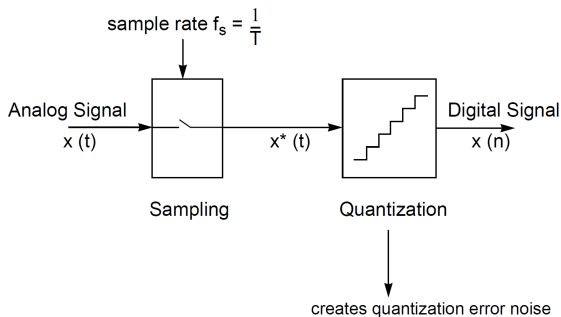 sample rate fs = 1/T
Analog Signal
x (t)
x* (t)
Digital Signal
x (n)
Sampling
Quantization
creates quantization error noise